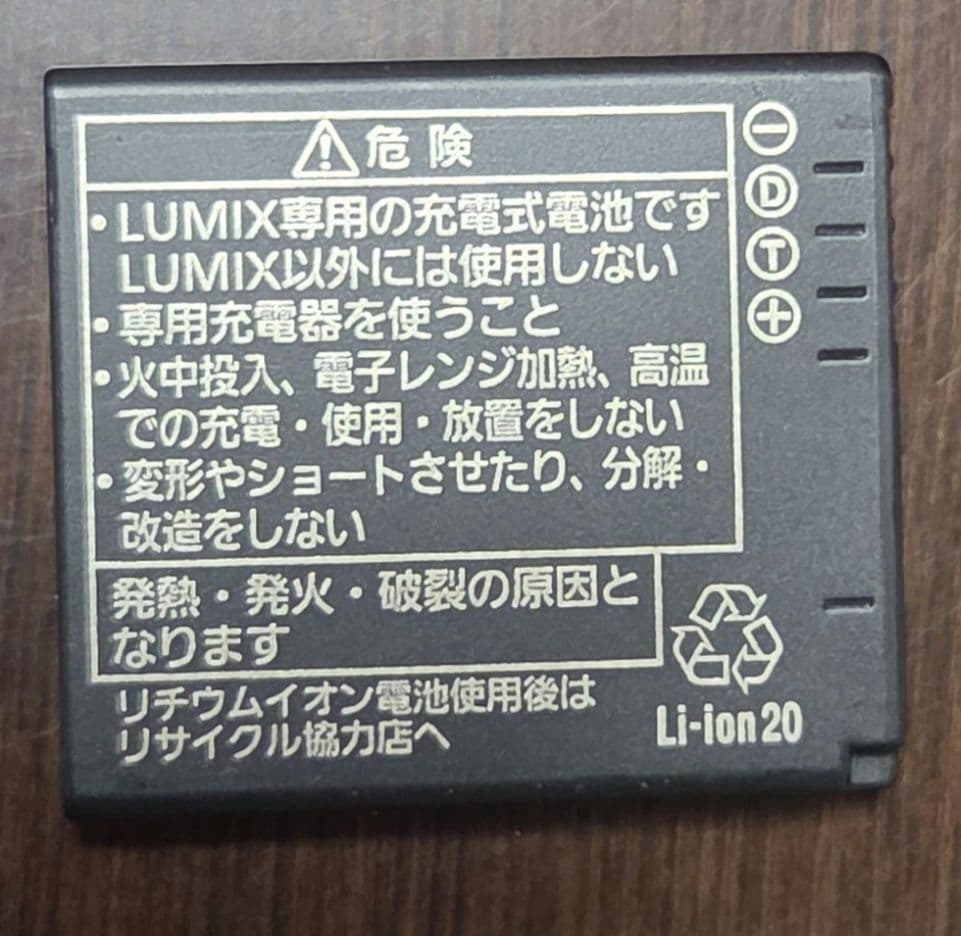 ⚠危険
・LUMIX専用の充電式電池です
LUMIX以外には使用しない
・専用充電器を使うこと
・火中投入、電子レンジ加熱、高温
での充電・使用・放置をしない
・変形やショートさせたり、分解・
改造をしない
発熱・発火・破裂の原因と
なります
リチウムイオン電池使用後は
リサイクル協力店へ
⊖
Ⓓ
Ⓣ
⊕
Li-ion20